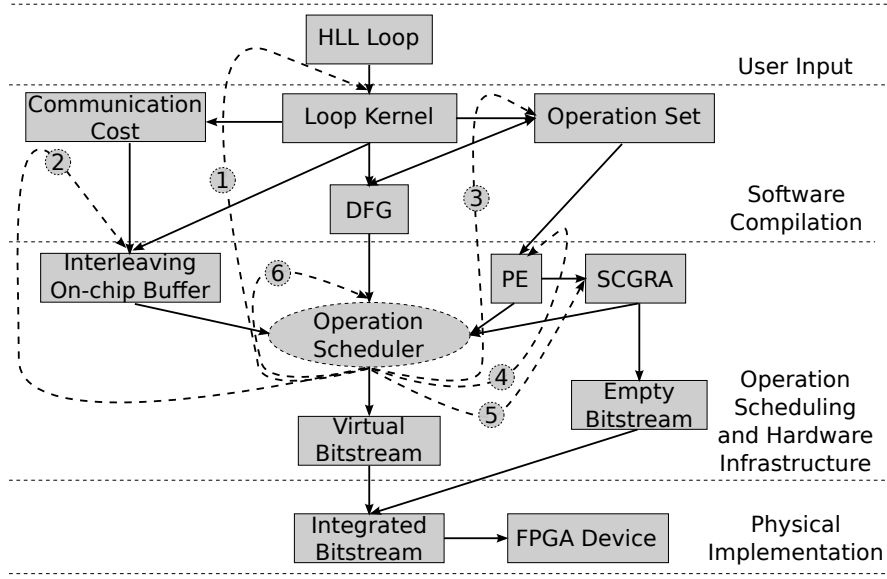 HLL Loop
User Input
Communication
Cost
Loop Kernel
Operation Set
2
1
3
DFG
Software
Compilation
Interleaving
On-chip Buffer
6
PE
SCGRA
Operation
Scheduler
4
5
Empty
Bitstream
Operation
Scheduling
and Hardware
Infrastructure
Virtual
Bitstream
Integrated
Bitstream
FPGA Device
Physical
Implementation